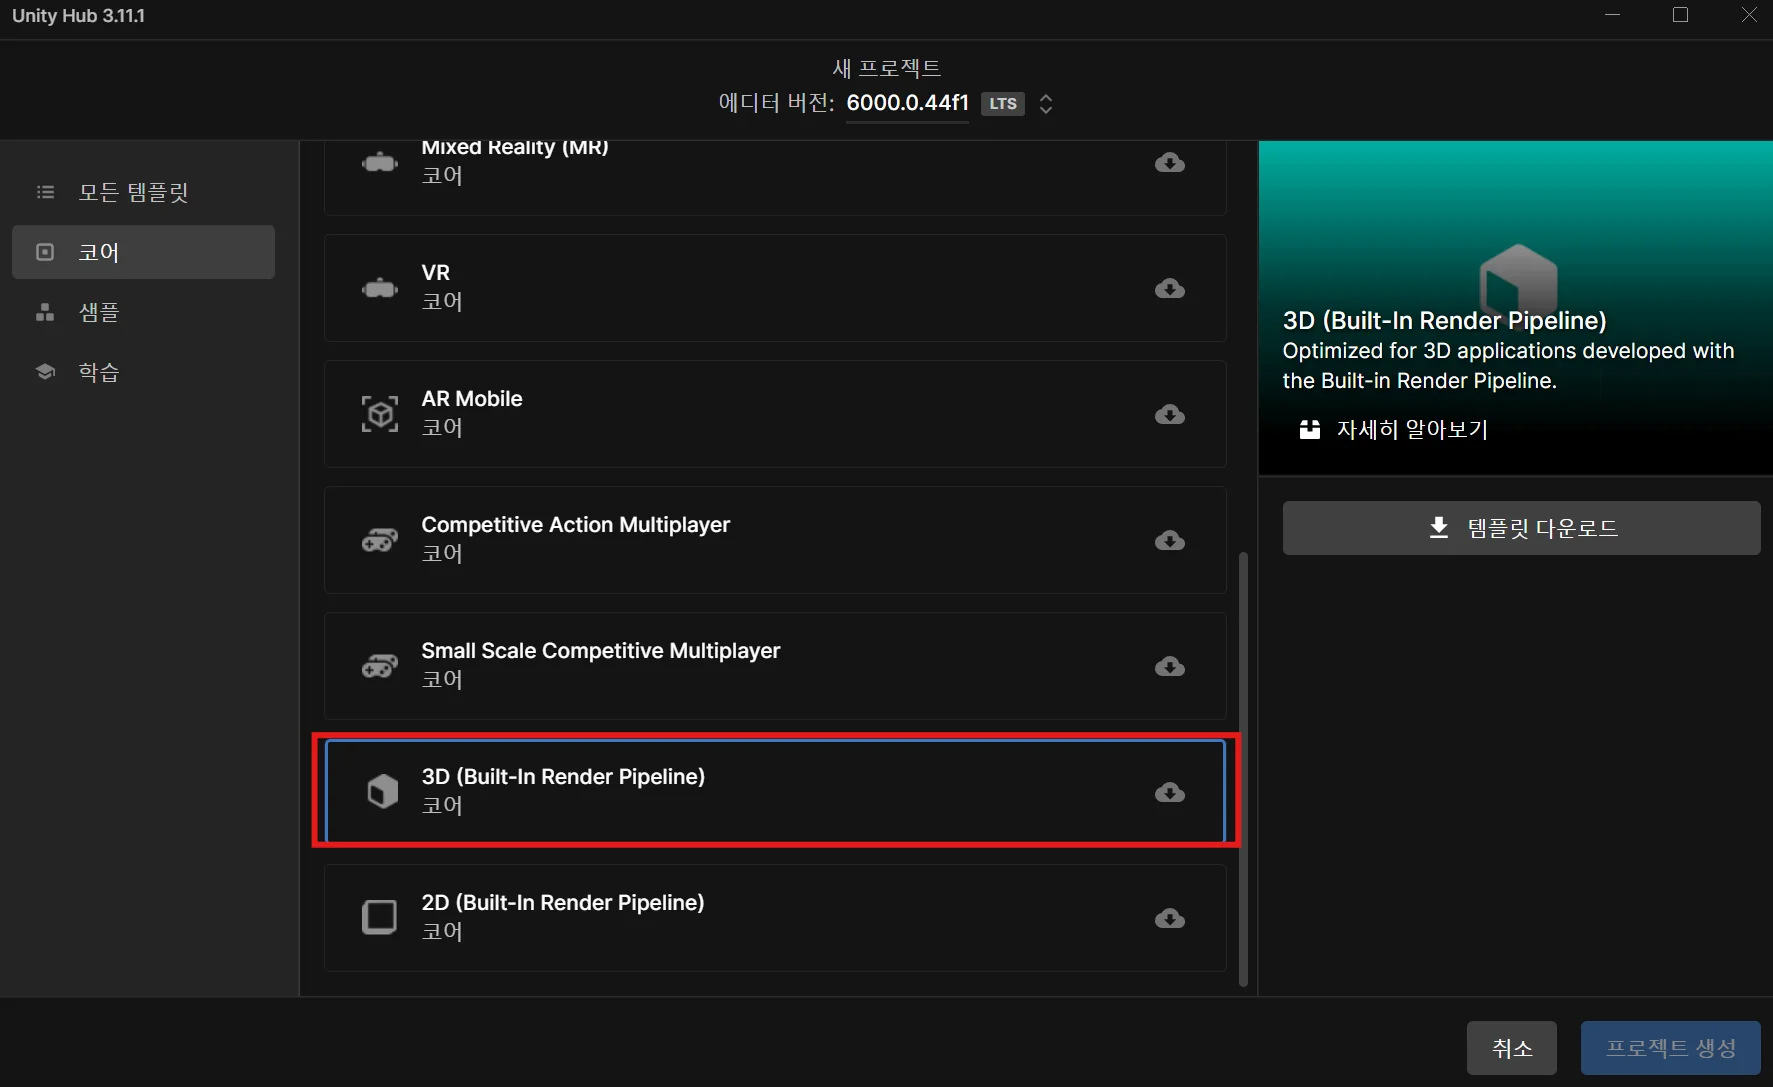 Unity Hub 3.11.1
새 프로젝트
에디터 버전: 6000.0.44f1 LTS
모든 템플릿
코어
샘플
학습
Mixed Reality (MR)
코어
VR
코어
AR Mobile
코어
Competitive Action Multiplayer
코어
Small Scale Competitive Multiplayer
코어
3D (Built-In Render Pipeline)
코어
2D (Built-In Render Pipeline)
코어
3D (Built-In Render Pipeline)
Optimized for 3D applications developed with
the Built-in Render Pipeline.
자세히 알아보기
템플릿 다운로드
취소
프로젝트 생성